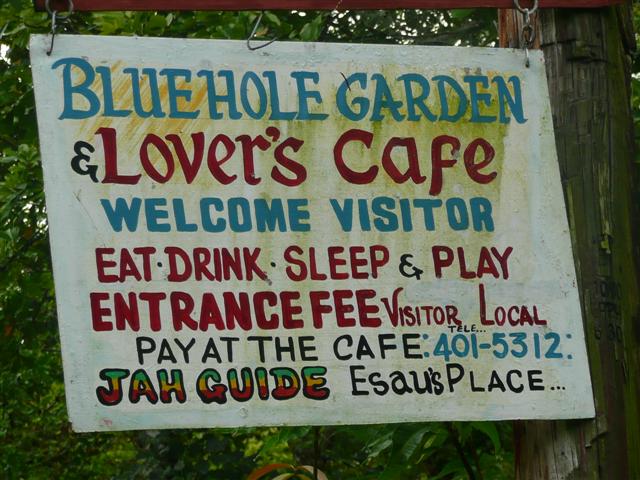 BLUEHOLE GARDEN
& LOVER'S CAFE
WELCOME VISITOR
EAT · DRINK · SLEEP & PLAY
ENTRANCE FEE VISITOR LOCAL
TELE...
PAY AT THE CAFE: 401-5312:
JAH GUIDE ESAU'S PLACE...